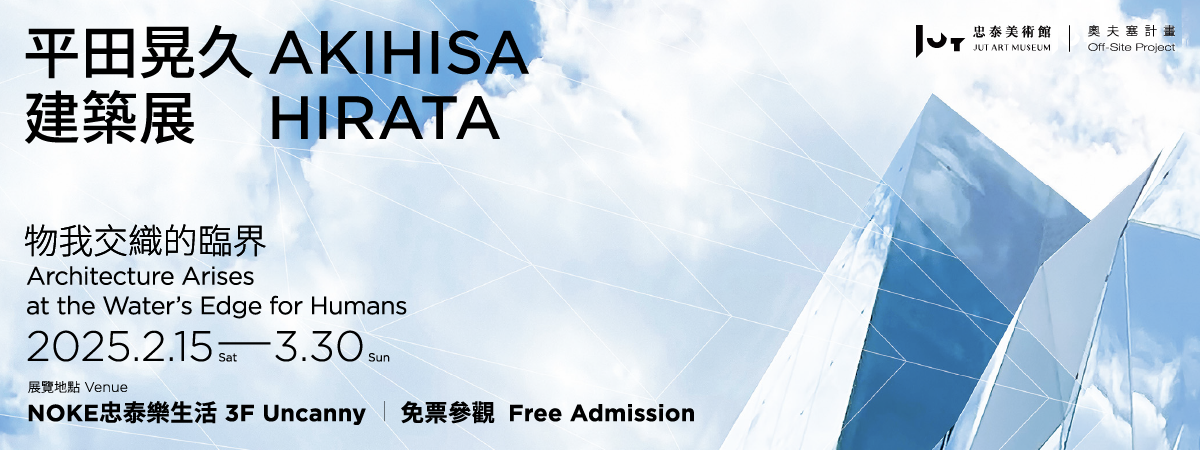 平田晃久 AKIHISA
建築展 HIRATA
JUT 忠泰美術館 JUT ART MUSEUM
奧夫塞計畫
Off-Site Project
物我交織的臨界
Architecture Arises
at the Water's Edge for Humans
2025.2.15 Sat — 3.30 Sun
展覽地點 Venue
NOKE忠泰樂生活 3F Uncanny | 免票參觀 Free Admission